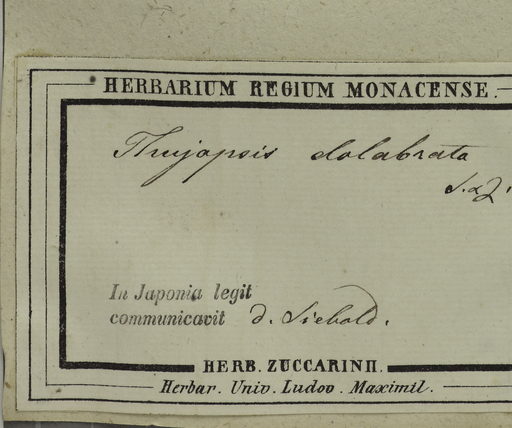 HERBARIUM REGIUM MONACENSE.
Thujopsis dolabrata
S. & Z.
In Japonia legit
communicavit d. Siebold.
HERB. ZUCCARINII.
Herbar. Univ. Ludov. Maximil.